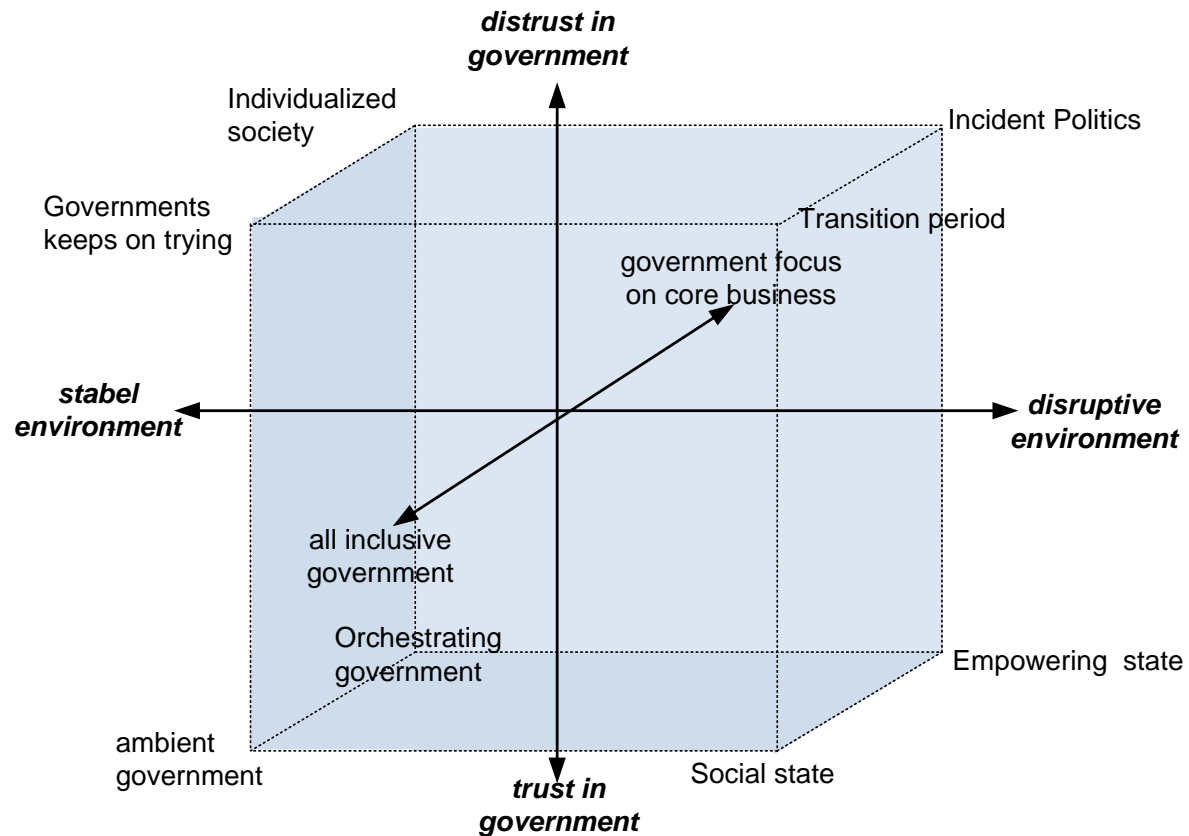 distrust in
government
Individualized
society
Incident Politics
Governments
keeps on trying
Transition period
government focus
on core business
stabel
environment
disruptive
environment
all inclusive
government
Orchestrating
government
Empowering state
ambient
government
Social state
trust in
government